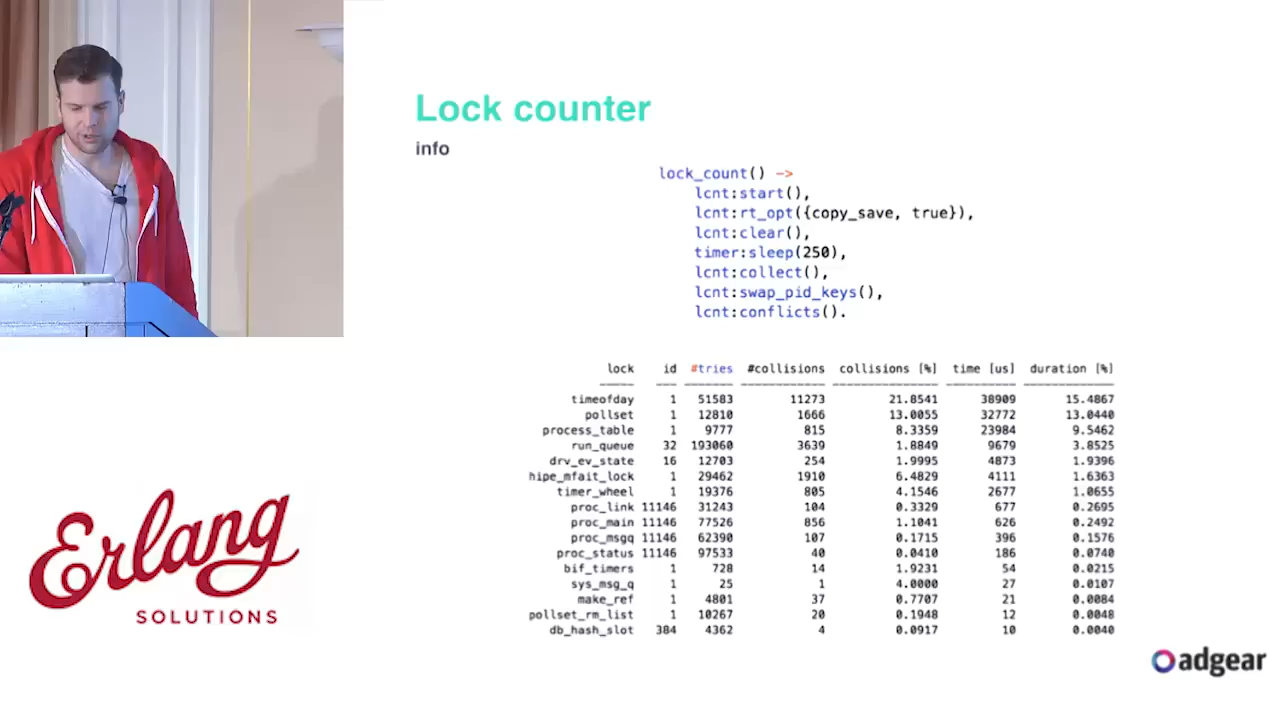 Lock counter
info
lock_count() ->
lcnt:start(),
lcnt:rt_opt({copy_save, true}),
lcnt:clear(),
timer:sleep(250),
lcnt:collect(),
lcnt:swap_pid_keys(),
lcnt:conflicts().
lock id #tries #collisions collisions [%] time [us] duration [%]
----- --- ------- ----------- -------------- ---------- -------------
timeofday 1 51583 11273 21.8541 38909 15.4867
pollset 1 12810 1666 13.0055 32772 13.0440
process_table 1 9777 815 8.3359 23984 9.5462
run_queue 32 193060 3639 1.8849 9679 3.8525
drv_ev_state 16 12703 254 1.9995 4873 1.9396
hipe_mfait_lock 1 29462 1910 6.4829 4111 1.6363
timer_wheel 1 19376 805 4.1546 2677 1.0655
proc_link 11146 31243 104 0.3329 677 0.2695
proc_main 11146 77526 856 1.1041 626 0.2492
proc_msgq 11146 62390 107 0.1715 396 0.1576
proc_status 11146 97533 40 0.0410 186 0.0740
bif_timers 1 728 14 1.9231 54 0.0215
sys_msg_q 1 25 1 4.0000 27 0.0107
make_ref 1 4801 37 0.7707 21 0.0084
pollset_rm_list 1 10267 20 0.1948 12 0.0048
db_hash_slot 384 4362 4 0.0917 10 0.0040
Erlang
SOLUTIONS
adgear